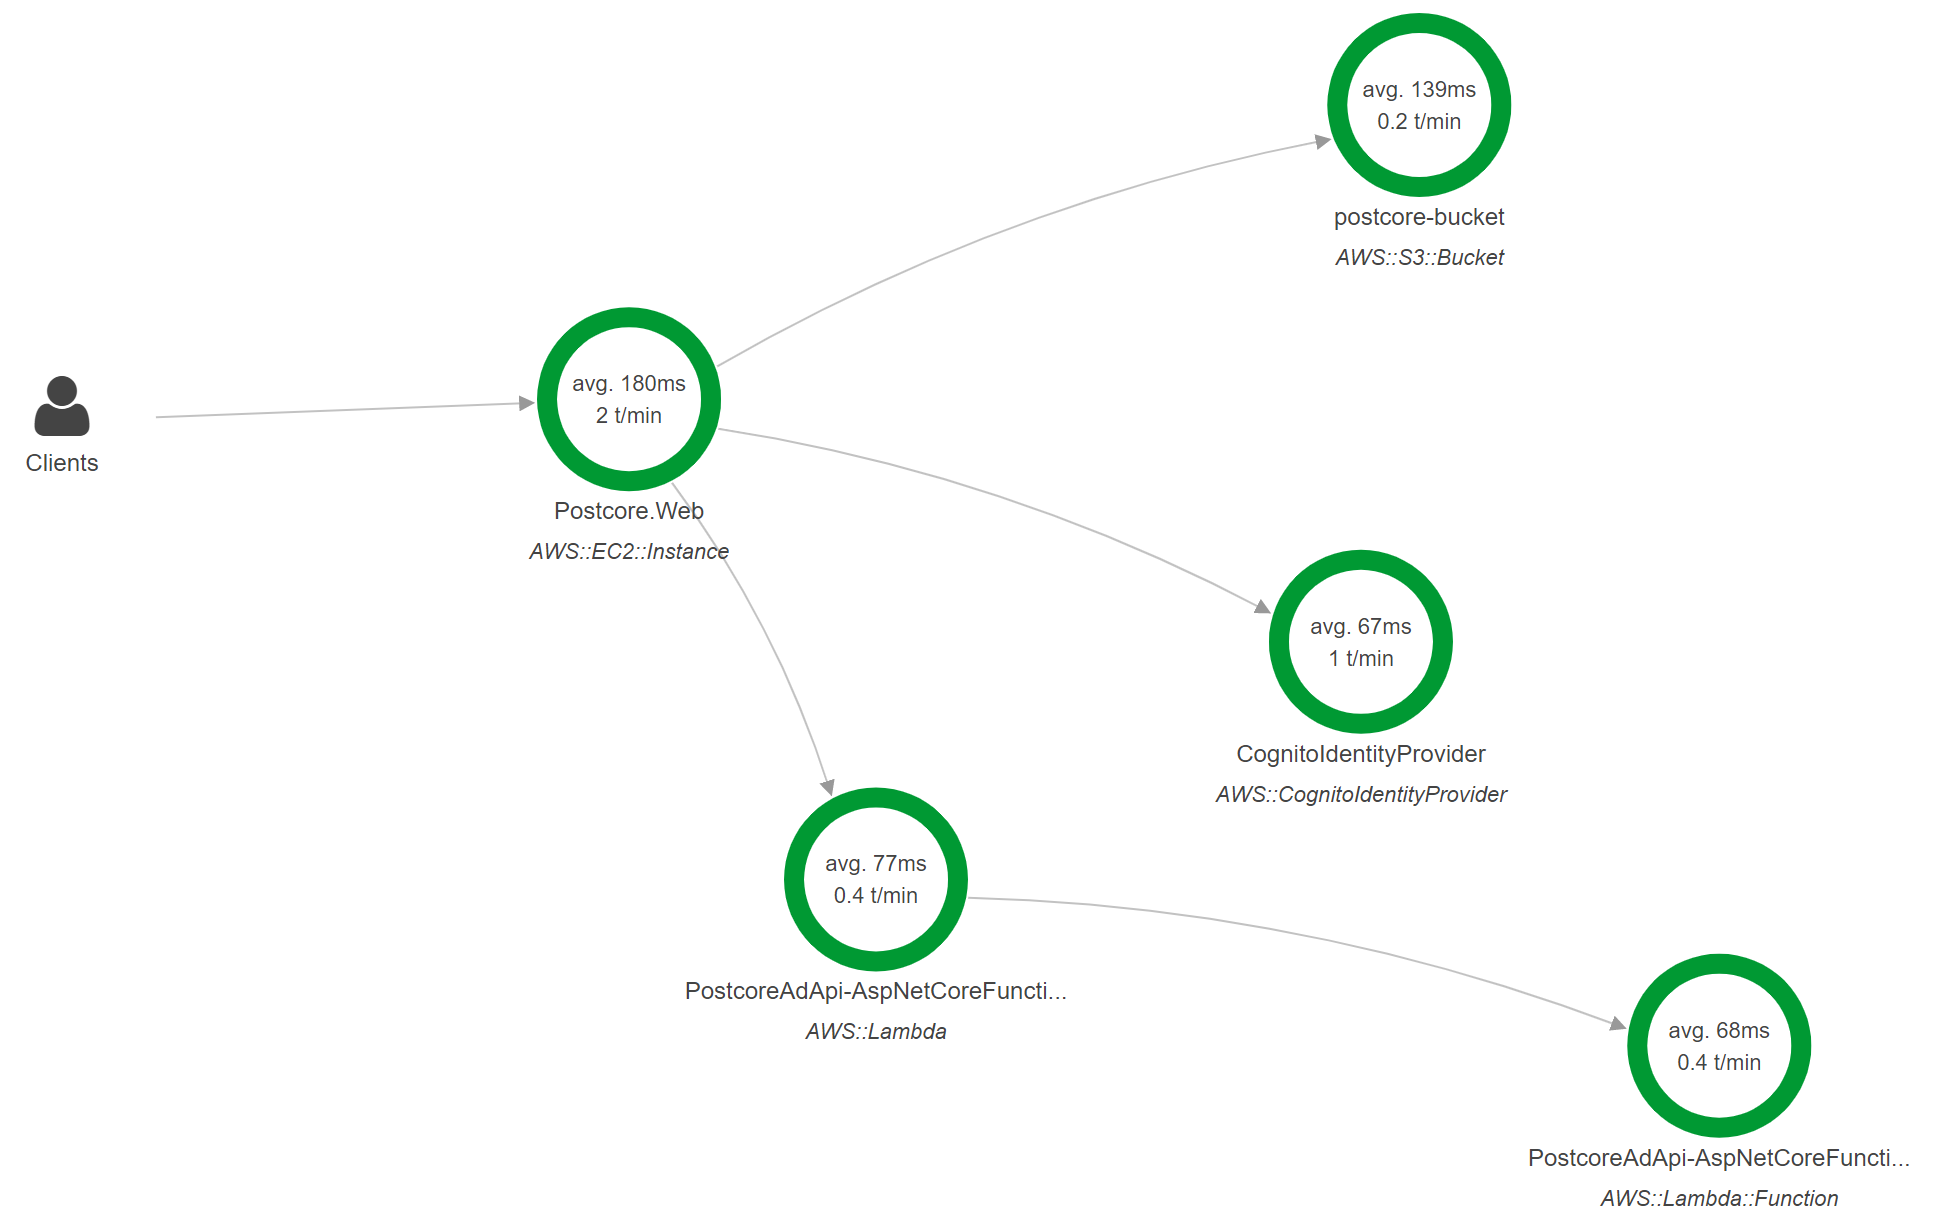 avg. 139ms
0.2 t/min
postcore-bucket
AWS::S3::Bucket
Clients
avg. 180ms
2 t/min
Postcore.Web
AWS::EC2::Instance
avg. 67ms
1 t/min
CognitoIdentityProvider
AWS::CognitoIdentityProvider
avg. 77ms
0.4 t/min
PostcoreAdApi-AspNetCoreFuncti...
AWS::Lambda
avg. 68ms
0.4 t/min
PostcoreAdApi-AspNetCoreFuncti...
AWS::Lambda::Function